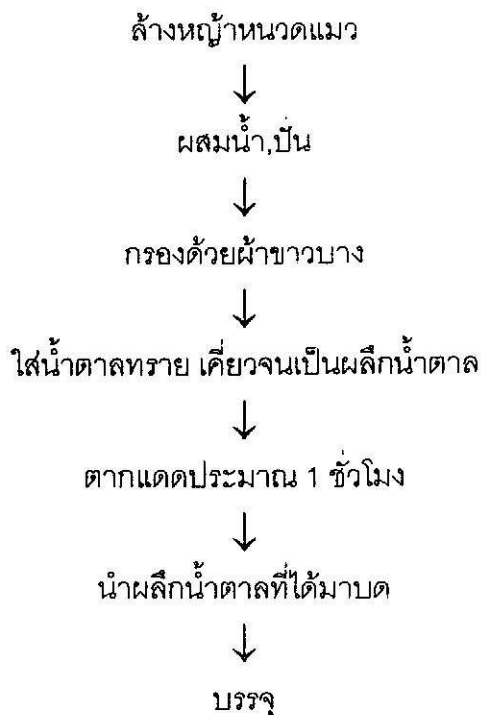 ล้างหญ้าหนวดแมว
↓
ผสมน้ำ,ปั่น
↓
กรองด้วยผ้าขาวบาง
↓
ใส่น้ำตาลทราย เคี่ยวจนเป็นผลึกน้ำตาล
↓
ตากแดดประมาณ 1 ชั่วโมง
↓
นำผลึกน้ำตาลที่ได้มาบด
↓
บรรจุ